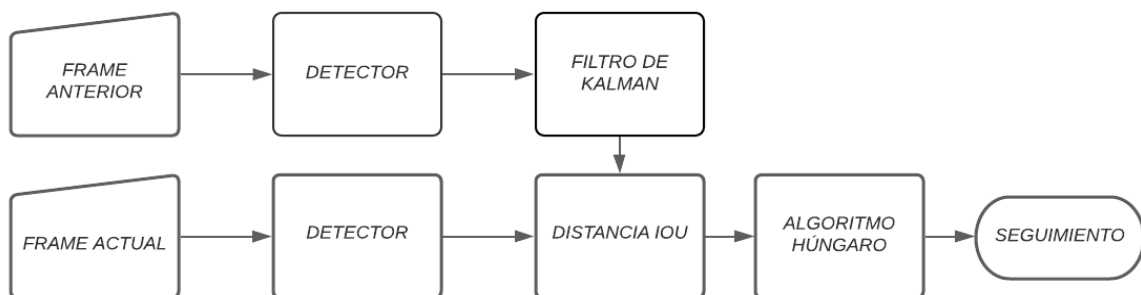 FRAME
ANTERIOR
DETECTOR
FILTRO DE
KALMAN
FRAME ACTUAL
DETECTOR
DISTANCIA IOU
ALGORITMO
HÚNGARO
SEGUIMIENTO